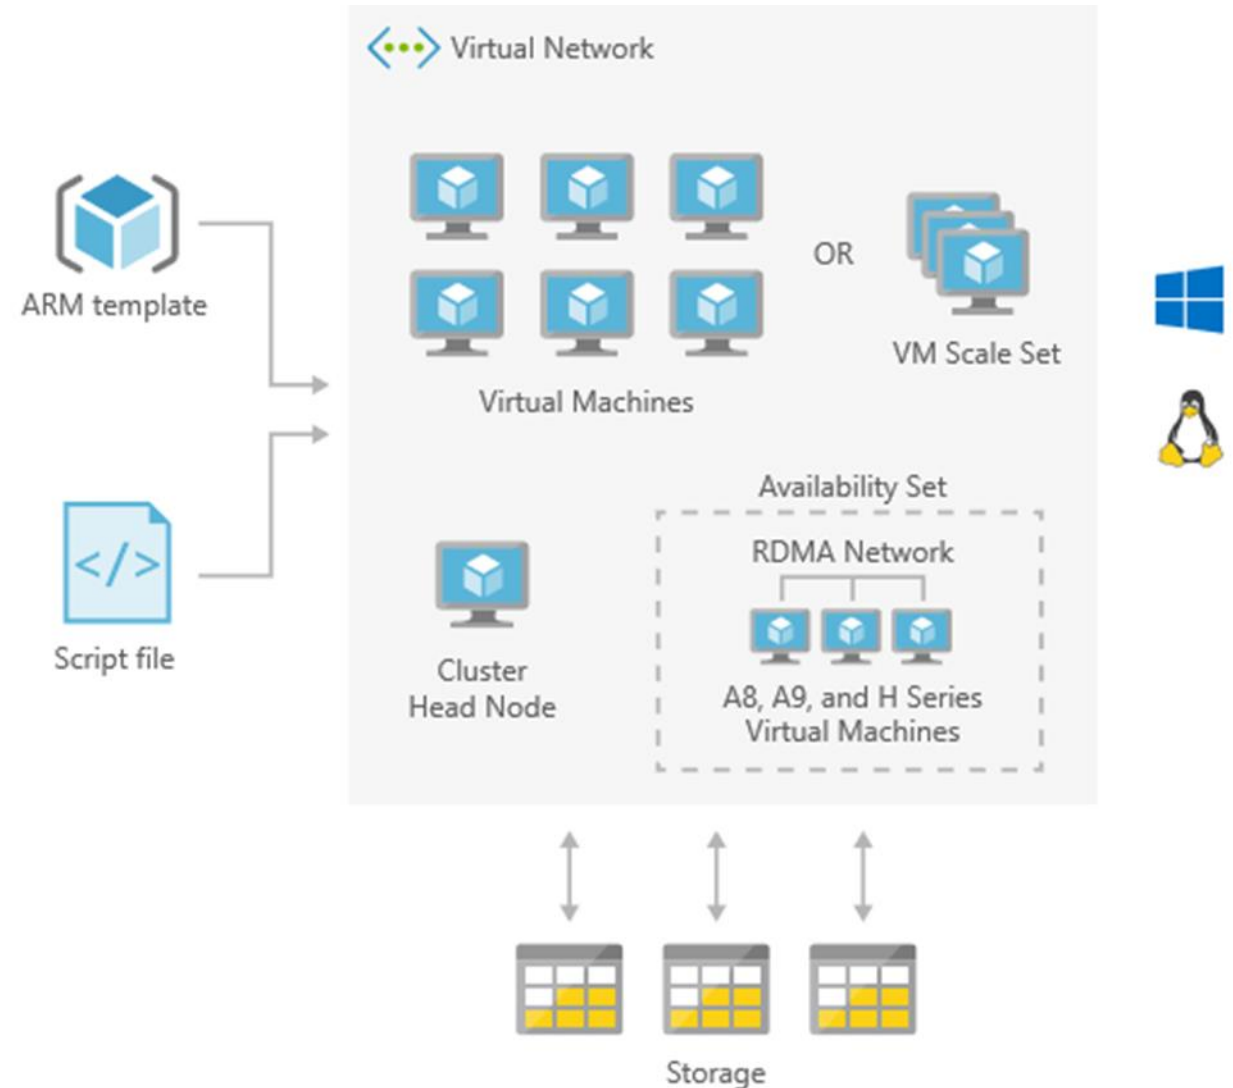 Virtual Network
ARM template
OR
VM Scale Set
Virtual Machines
Availability Set
RDMA Network
</>
Script file
Cluster
Head Node
A8, A9, and H Series
Virtual Machines
Storage